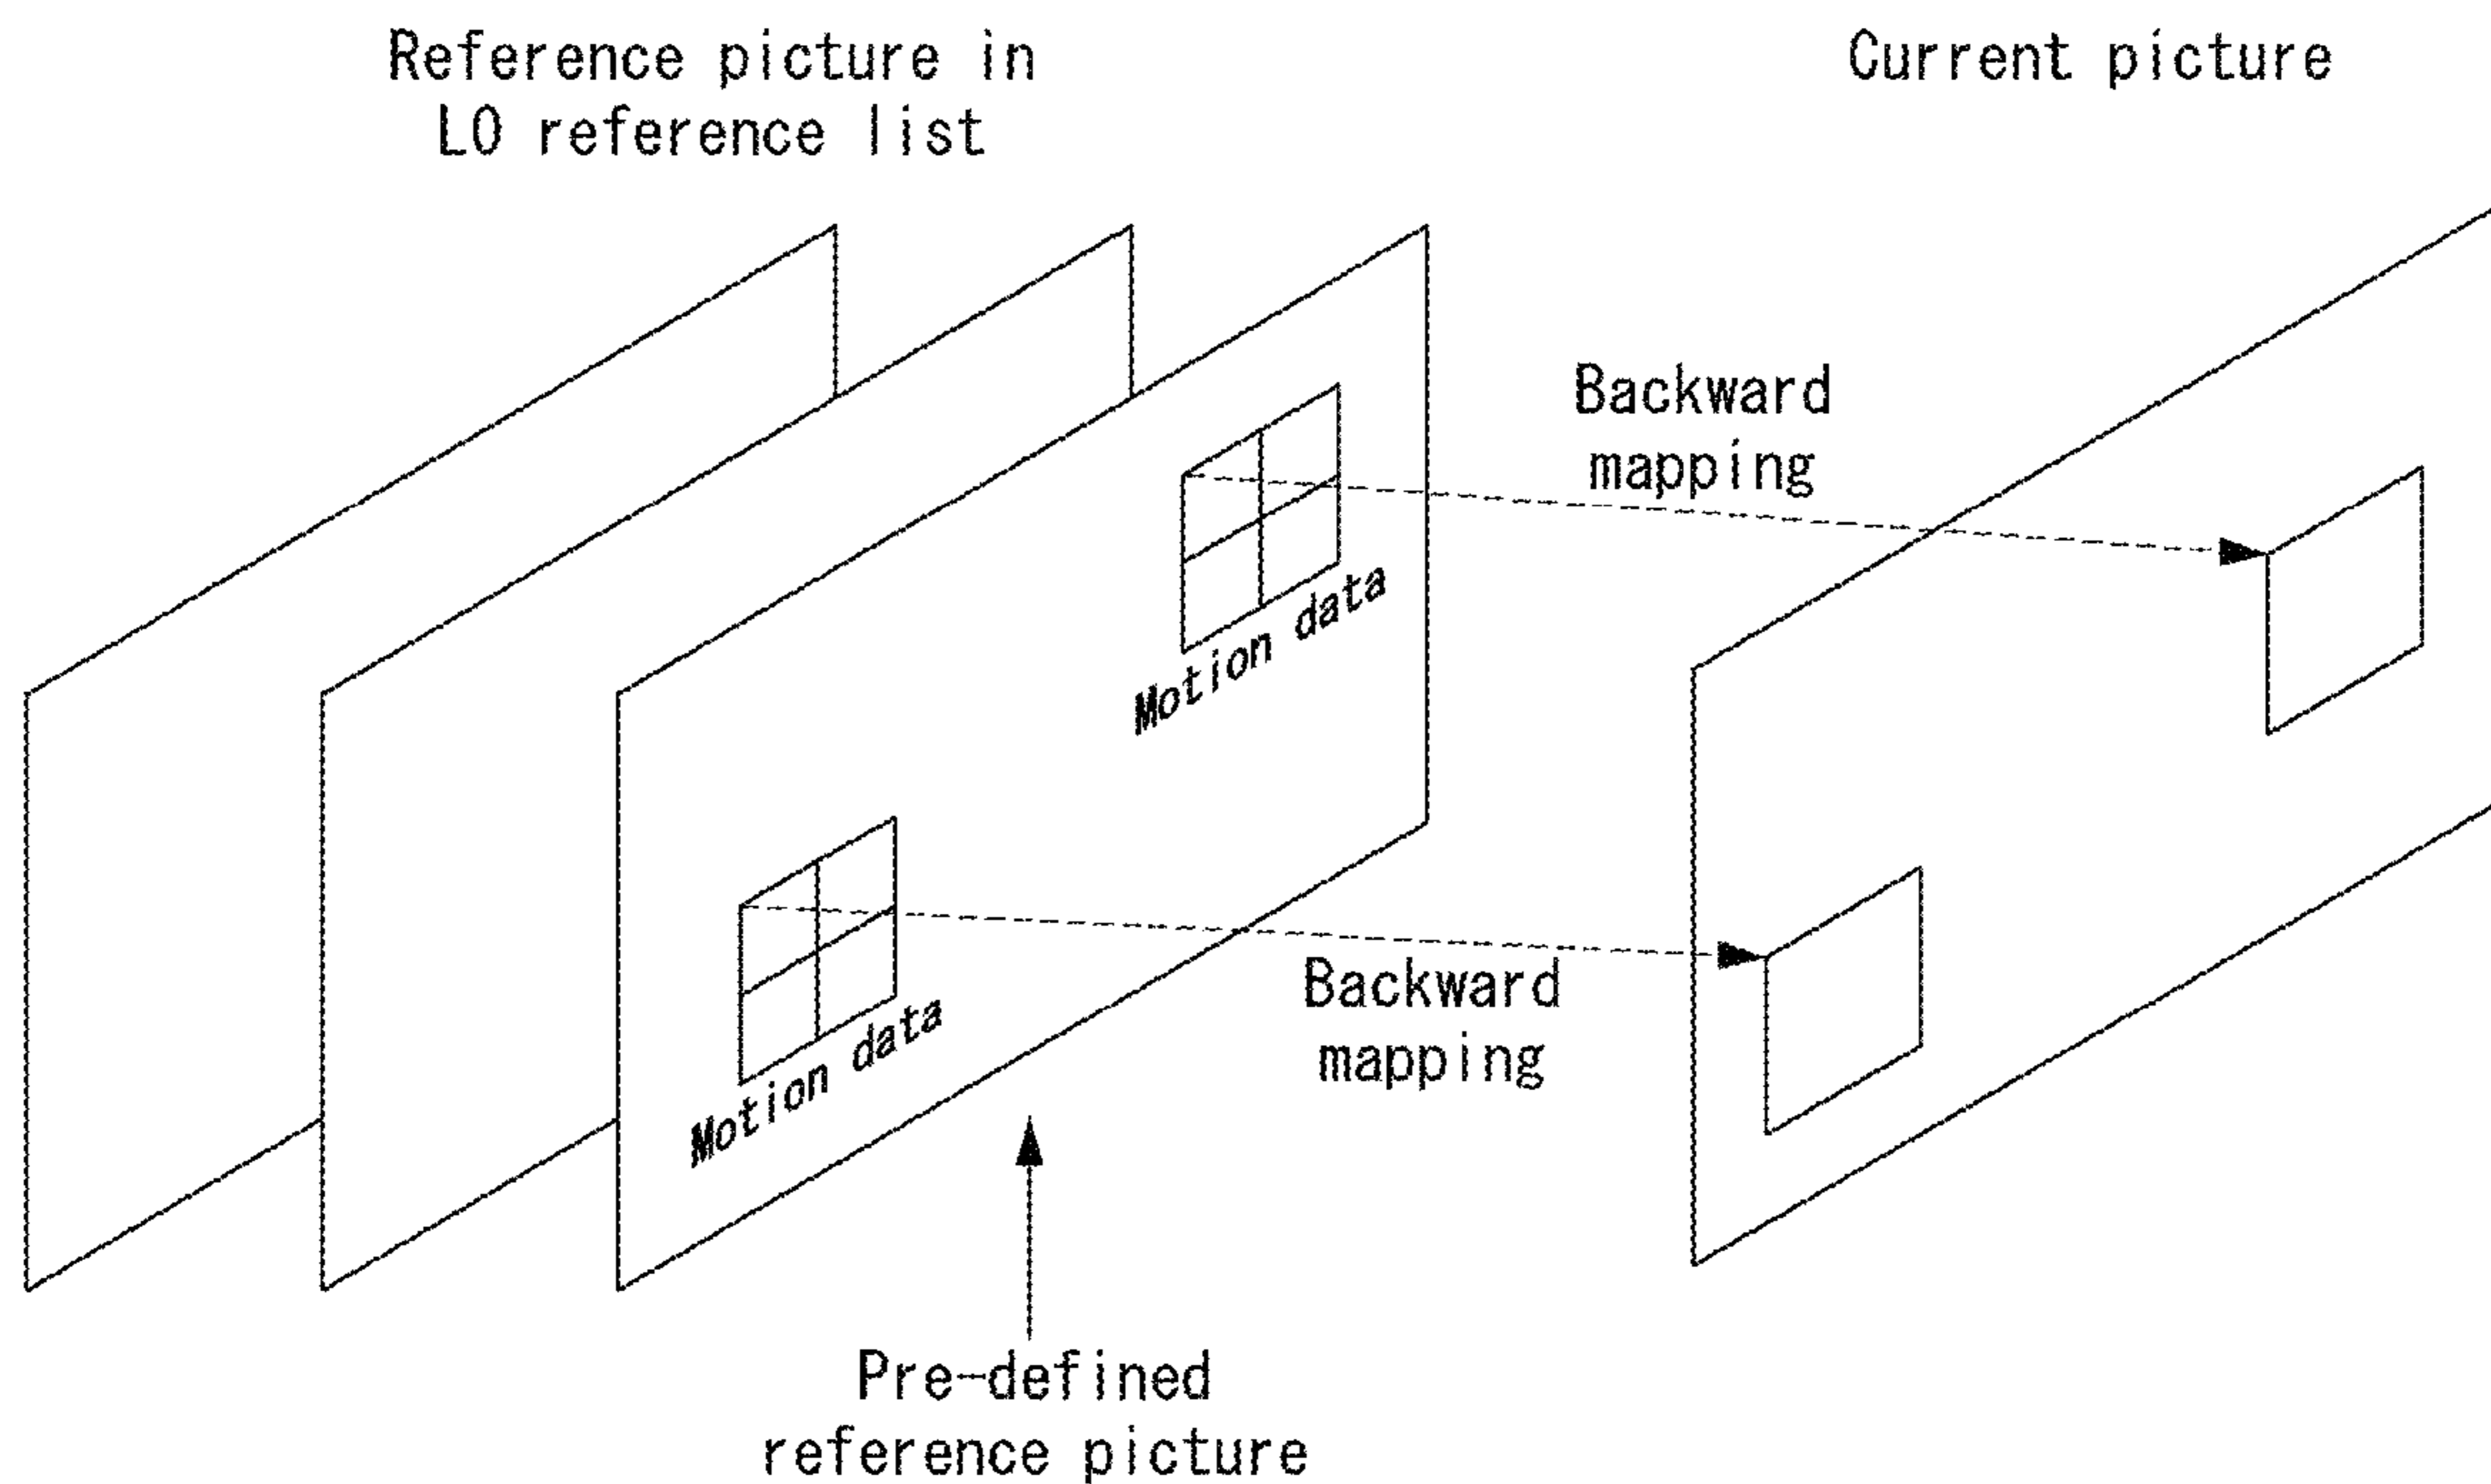 Reference picture in
L0 reference list
Current picture
Backward
mapping
Motion data
Motion data
Backward
mapping
Pre-defined
reference picture